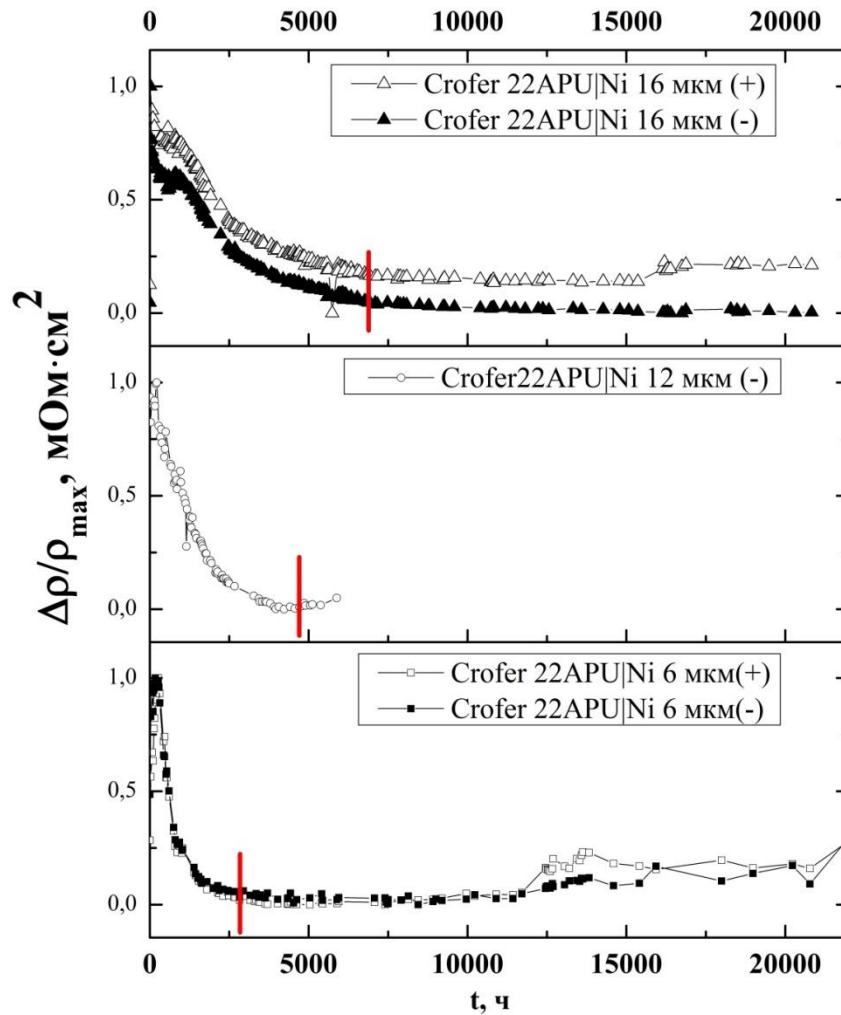 0 5000 10000 15000 20000
Crofer 22APU|Ni 16 мкм (+)
Crofer 22APU|Ni 16 мкм (-)
1,0
0,5
0,0
Crofer22APU|Ni 12 мкм (-)
1,0
0,5
0,0
Δρ/ρmax, мОм·см²
Crofer 22APU|Ni 6 мкм(+)
Crofer 22APU|Ni 6 мкм(-)
1,0
0,5
0,0
0 5000 10000 15000 20000
t, ч